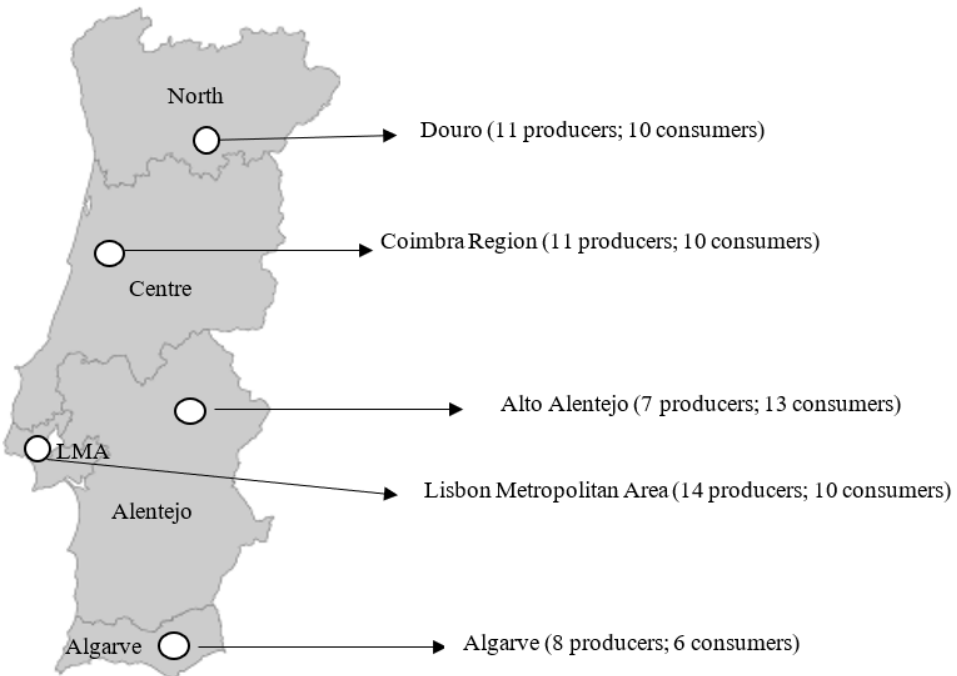 North
Douro (11 producers; 10 consumers)
Coimbra Region (11 producers; 10 consumers)
Centre
Alto Alentejo (7 producers; 13 consumers)
LMA
Lisbon Metropolitan Area (14 producers; 10 consumers)
Alentejo
Algarve
Algarve (8 producers; 6 consumers)